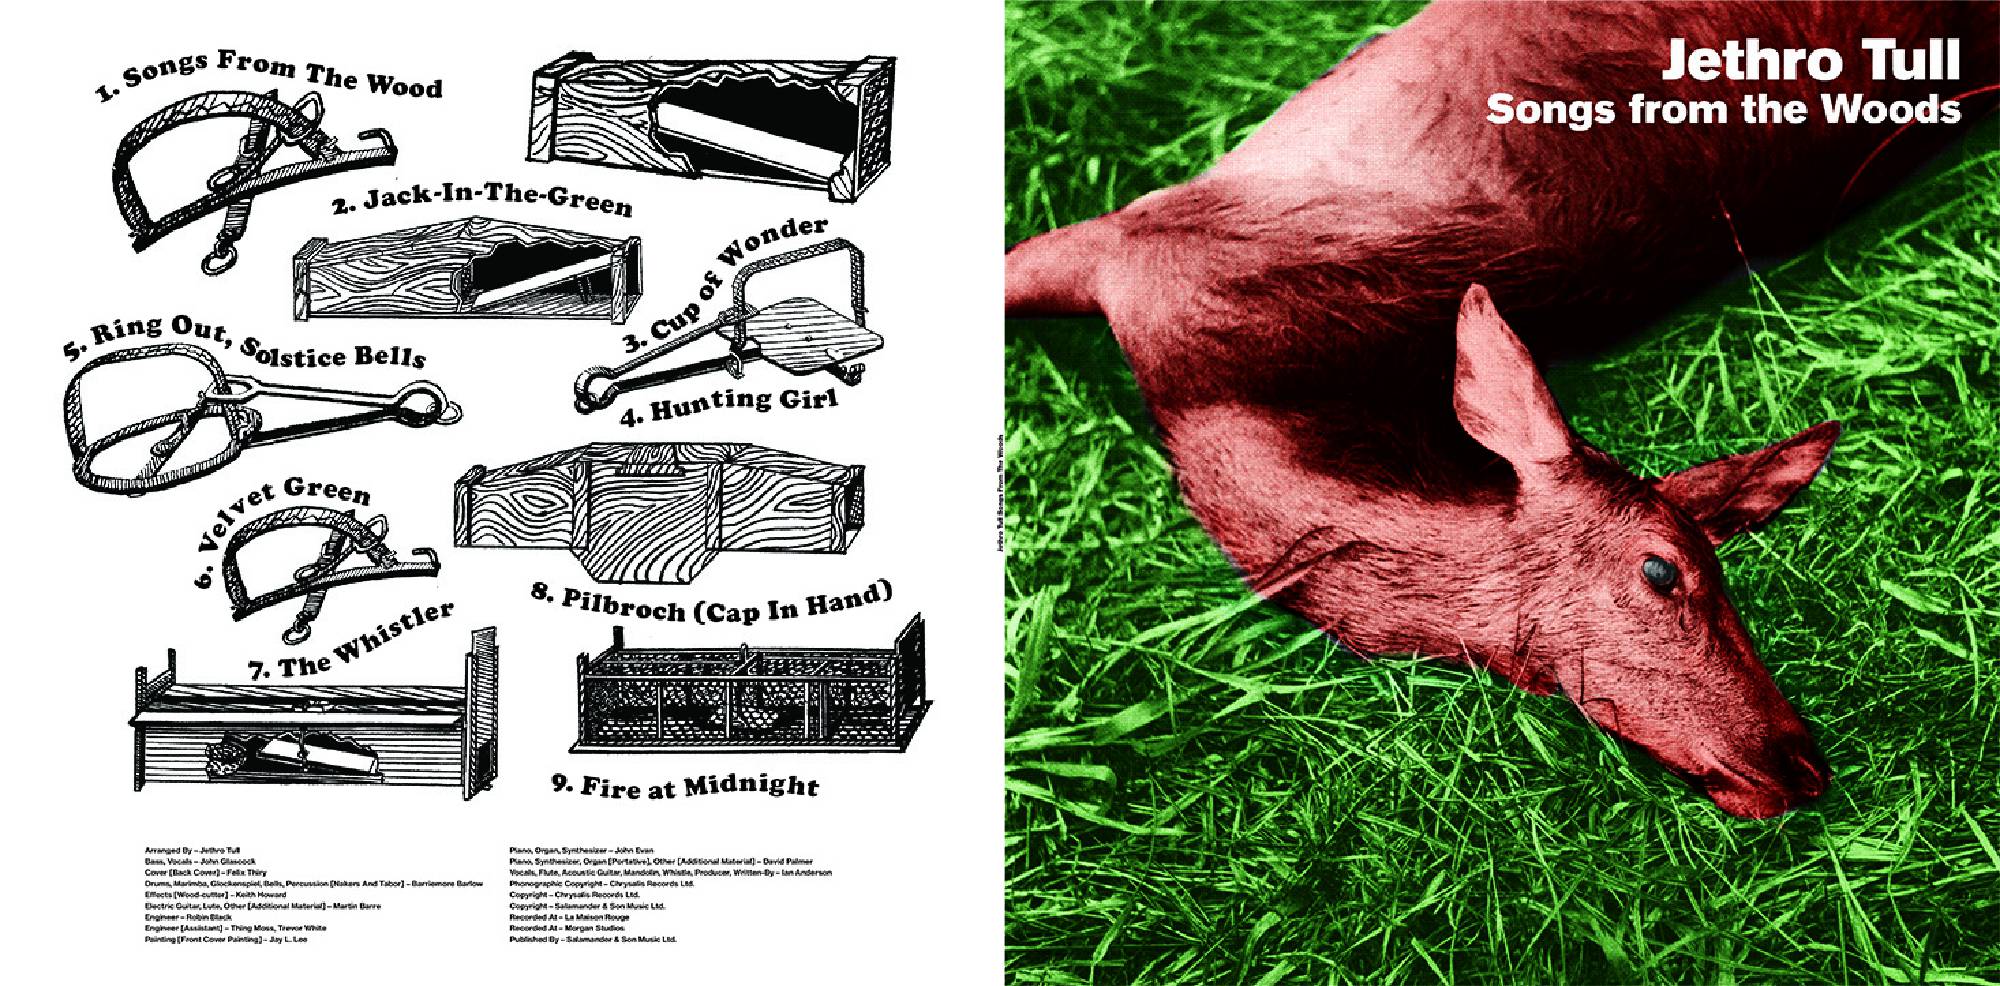 1. Songs From The Wood
2. Jack-In-The-Green
3. Cup of Wonder
4. Hunting Girl
5. Ring Out, Solstice Bells
6. Velvet Green
7. The Whistler
8. Pilbroch (Cap In Hand)
9. Fire at Midnight
Arranged By – Jethro Tull
Bass, Vocals – John Glascock
Cover [Back Cover] – Felix Thiry
Drums, Marimba, Glockenspiel, Bells, Percussion [Nakers And Tabor] – Barriemore Barlow
Effects [Wood-cutter] – Keith Howard
Electric Guitar, Lute, Other [Additional Material] – Martin Barre
Engineer – Robin Black
Engineer [Assistant] – Thing Moss, Trevor White
Painting [Front Cover Painting] – Jay L. Lee
Piano, Organ, Synthesizer – John Evan
Piano, Synthesizer, Organ [Portative], Other [Additional Material] – David Palmer
Vocals, Flute, Acoustic Guitar, Mandolin, Whistle, Producer, Written-By – Ian Anderson
Phonographic Copyright – Chrysalis Records Ltd.
Copyright – Chrysalis Records Ltd.
Copyright – Salamander & Son Music Ltd.
Recorded At – La Maison Rouge
Recorded At – Morgan Studios
Published By – Salamander & Son Music Ltd.
Jethro Tull Songs From The Woods
Jethro Tull
Songs from the Woods